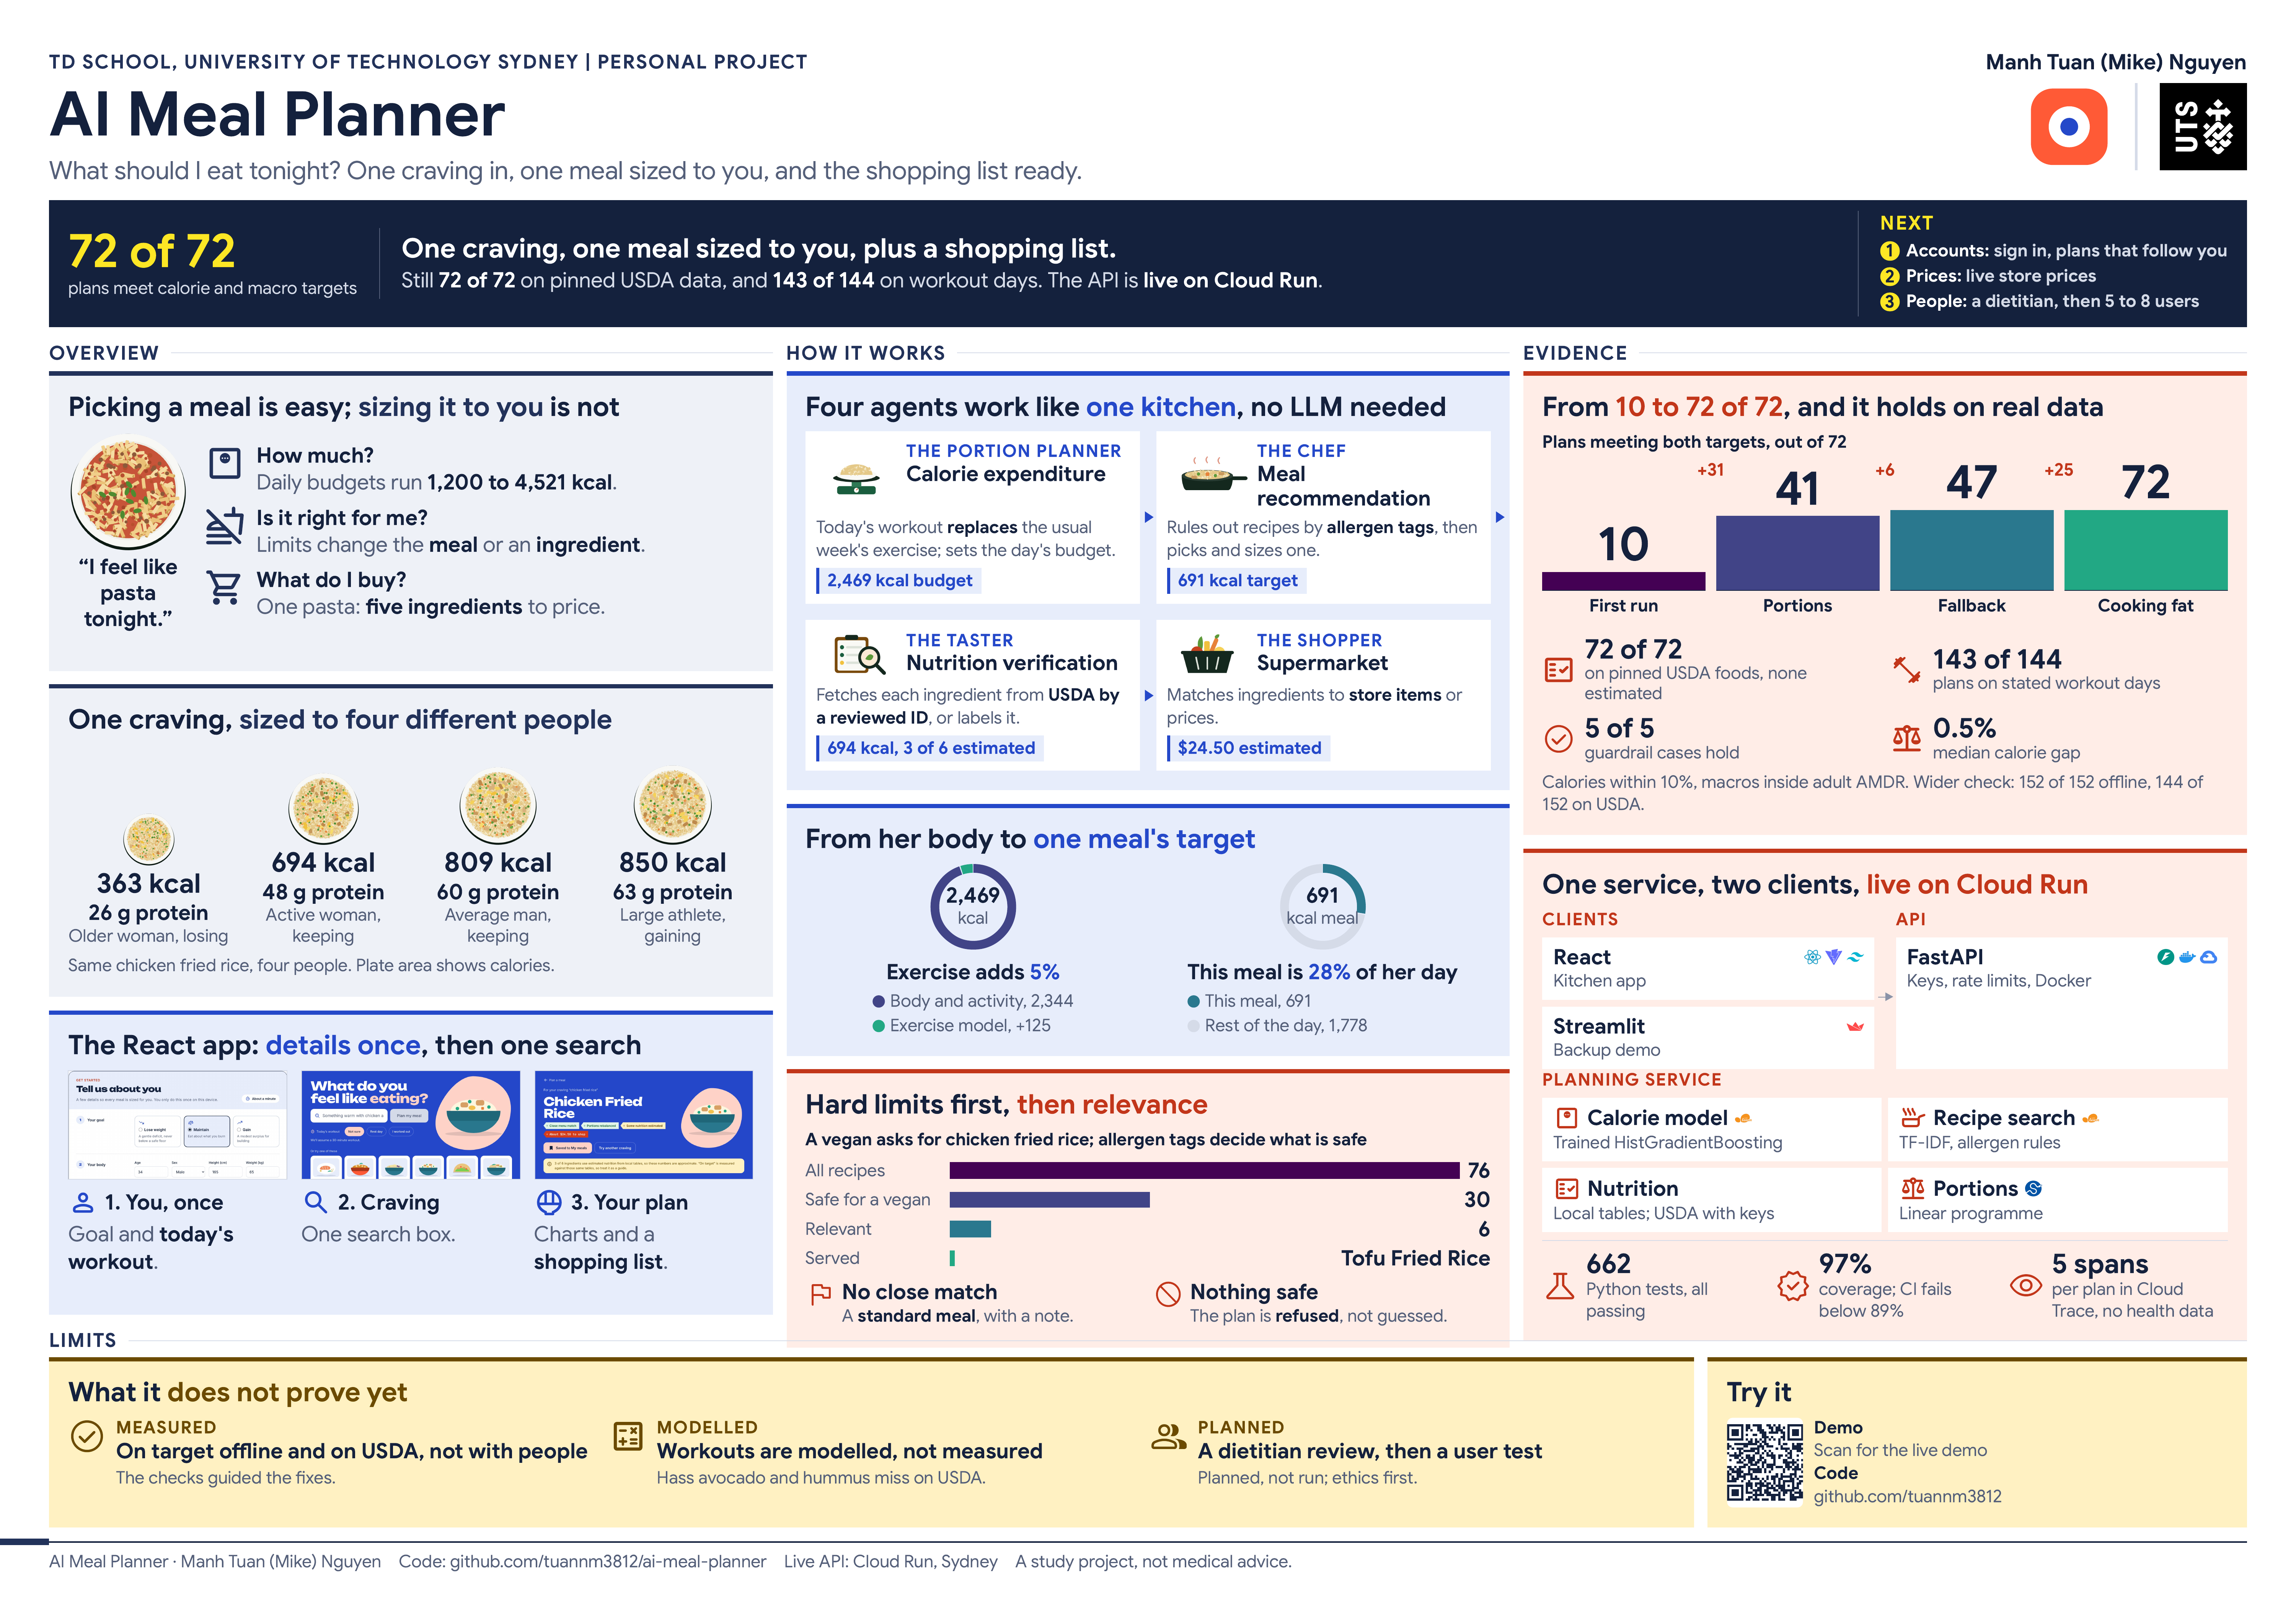 TD SCHOOL, UNIVERSITY OF TECHNOLOGY SYDNEY | PERSONAL PROJECT
Manh Tuan (Mike) Nguyen
AI Meal Planner
UTS
What should I eat tonight? One craving in, one meal sized to you, and the shopping list ready.
72 of 72
plans meet calorie and macro targets
One craving, one meal sized to you, plus a shopping list.
Still 72 of 72 on pinned USDA data, and 143 of 144 on workout days. The API is live on Cloud Run.
NEXT
1 Accounts: sign in, plans that follow you
2 Prices: live store prices
3 People: a dietitian, then 5 to 8 users
OVERVIEW
Picking a meal is easy; sizing it to you is not
“I feel like
pasta
tonight.”
How much?
Daily budgets run 1,200 to 4,521 kcal.
Is it right for me?
Limits change the meal or an ingredient.
What do I buy?
One pasta: five ingredients to price.
One craving, sized to four different people
363 kcal
26 g protein
Older woman, losing
694 kcal
48 g protein
Active woman,
keeping
809 kcal
60 g protein
Average man,
keeping
850 kcal
63 g protein
Large athlete,
gaining
Same chicken fried rice, four people. Plate area shows calories.
The React app: details once, then one search
Tell us about you
Your goal
Lose weight
Maintain
Gain
Your body
What do you
feel like eating?
Something warm with chicken
Plan my meal
Chicken Fried
Rice
1. You, once
Goal and today's
workout.
2. Craving
One search box.
3. Your plan
Charts and a
shopping list.
HOW IT WORKS
Four agents work like one kitchen, no LLM needed
THE PORTION PLANNER
Calorie expenditure
Today's workout replaces the usual
week's exercise; sets the day's budget.
2,469 kcal budget
THE CHEF
Meal
recommendation
Rules out recipes by allergen tags, then
picks and sizes one.
691 kcal target
THE TASTER
Nutrition verification
Fetches each ingredient from USDA by
a reviewed ID, or labels it.
694 kcal, 3 of 6 estimated
THE SHOPPER
Supermarket
Matches ingredients to store items or
prices.
$24.50 estimated
From her body to one meal's target
2,469
kcal
Exercise adds 5%
Body and activity, 2,344
Exercise model, +125
691
kcal meal
This meal is 28% of her day
This meal, 691
Rest of the day, 1,778
Hard limits first, then relevance
A vegan asks for chicken fried rice; allergen tags decide what is safe
All recipes 76
Safe for a vegan 30
Relevant 6
Served Tofu Fried Rice
No close match
A standard meal, with a note.
Nothing safe
The plan is refused, not guessed.
EVIDENCE
From 10 to 72 of 72, and it holds on real data
Plans meeting both targets, out of 72
10
+31
41
+6
47
+25
72
First run
Portions
Fallback
Cooking fat
72 of 72
on pinned USDA foods, none
estimated
143 of 144
plans on stated workout days
5 of 5
guardrail cases hold
0.5%
median calorie gap
Calories within 10%, macros inside adult AMDR. Wider check: 152 of 152 offline, 144 of
152 on USDA.
One service, two clients, live on Cloud Run
CLIENTS
React
Kitchen app
Streamlit
Backup demo
API
FastAPI
Keys, rate limits, Docker
PLANNING SERVICE
Calorie model
Trained HistGradientBoosting
Recipe search
TF-IDF, allergen rules
Nutrition
Local tables; USDA with keys
Portions
Linear programme
662
Python tests, all
passing
97%
coverage; CI fails
below 89%
5 spans
per plan in Cloud
Trace, no health data
LIMITS
What it does not prove yet
MEASURED
On target offline and on USDA, not with people
The checks guided the fixes.
MODELLED
Workouts are modelled, not measured
Hass avocado and hummus miss on USDA.
PLANNED
A dietitian review, then a user test
Planned, not run; ethics first.
Try it
Demo
Scan for the live demo
Code
github.com/tuannm3812
AI Meal Planner · Manh Tuan (Mike) Nguyen Code: github.com/tuannm3812/ai-meal-planner Live API: Cloud Run, Sydney A study project, not medical advice.